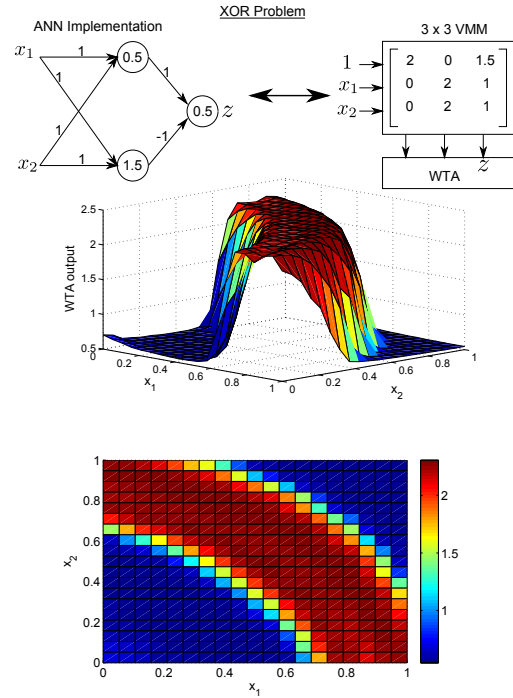 XOR Problem
ANN Implementation
3 x 3 VMM
x1 1 0.5
1 1
1 0.5 z
1 -1
x2 1 1.5
1 2 0 1.5
x1 0 2 1
x2 0 2 1
z
WTA
2.5
2
1.5
1
0.5
WTA output
0 0.2 0.4 0.6 0.8 1
x1
0 0.2 0.4 0.6 0.8 1
x2
1
0.8
0.6
0.4
0.2
0
x2
0 0.2 0.4 0.6 0.8 1
x1
2
1.5
1